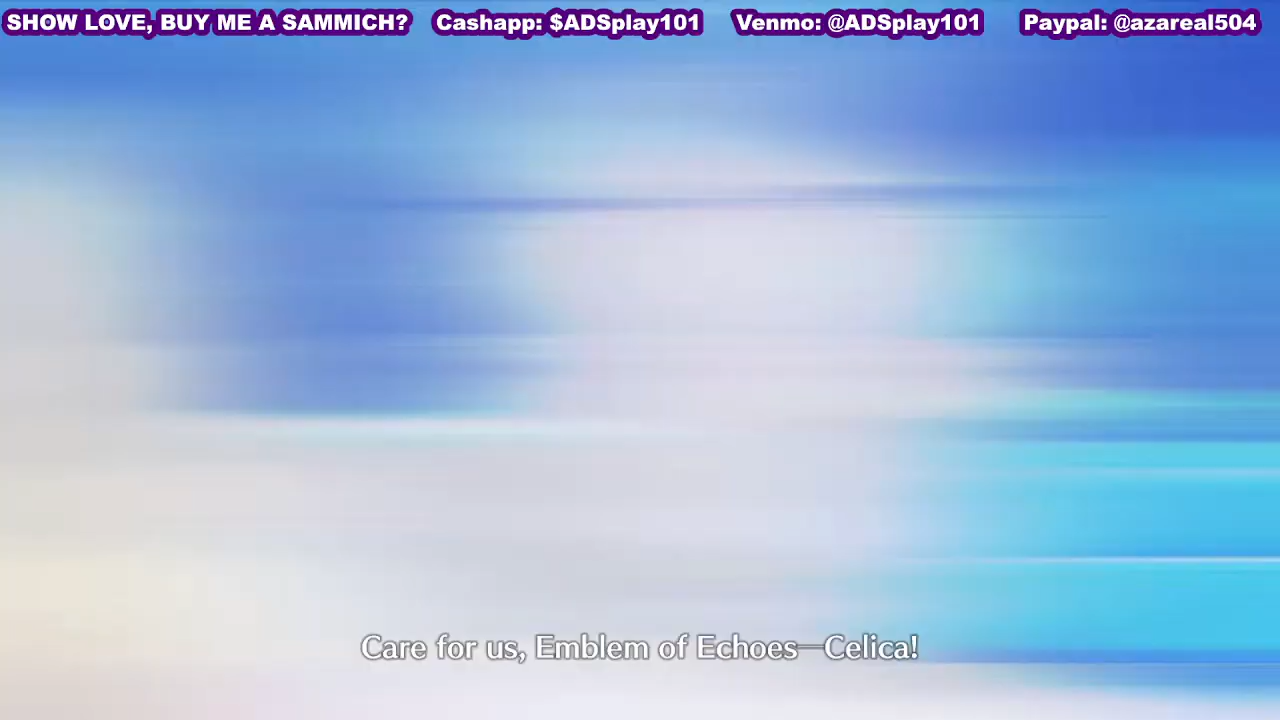 SHOW LOVE, BUY ME A SAMMICH? Cashapp: $ADSplay101 Venmo: @ADSplay101 Paypal: @azareal504
Care for us, Emblem of Echoes—Celica!